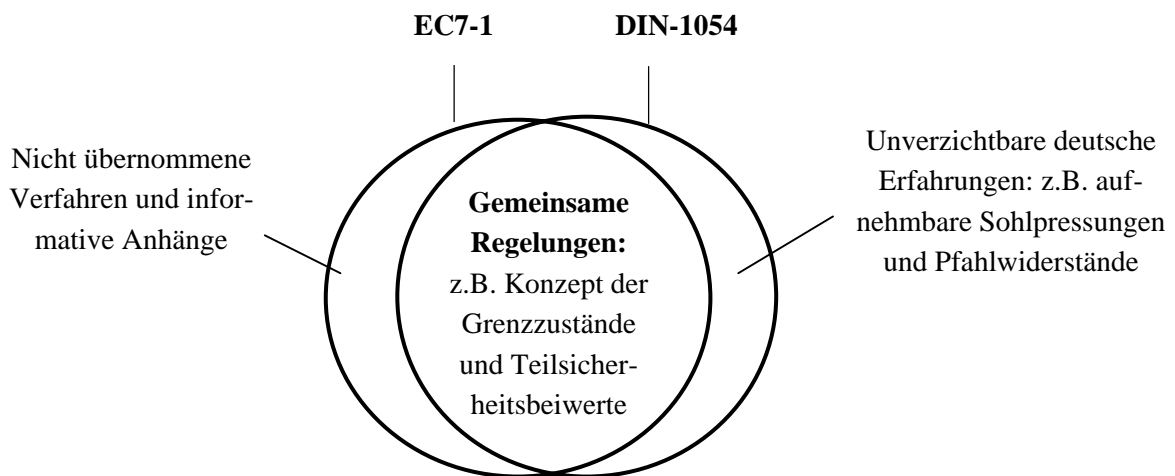 EC7-1
DIN-1054
Nicht übernommene
Verfahren und infor-
mative Anhänge
Gemeinsame
Regelungen:
z.B. Konzept der
Grenzzustände
und Teilsicher-
heitsbeiwerte
Unverzichtbare deutsche
Erfahrungen: z.B. auf-
nehmbare Sohlpressungen
und Pfahlwiderstände